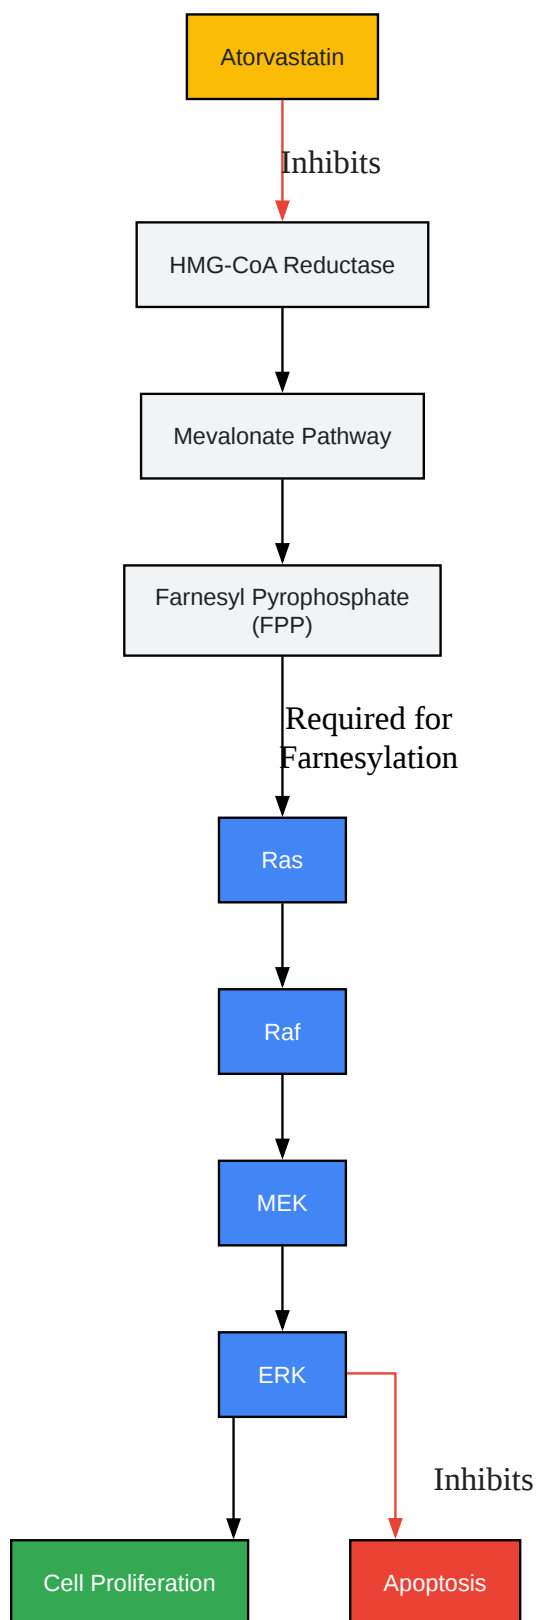 Atorvastatin
Inhibits
HMG-CoA Reductase
Mevalonate Pathway
Farnesyl Pyrophosphate
(FPP)
Required for
Farnesylation
Ras
Raf
MEK
ERK
Inhibits
Cell Proliferation
Apoptosis